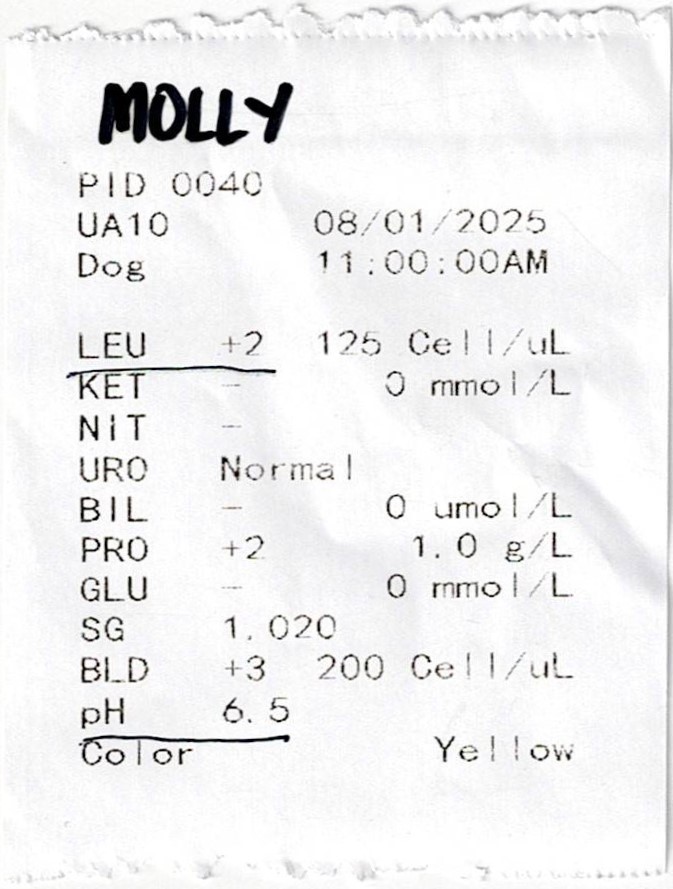 MOLLY
PID 0040
UA10 08/01/2025
Dog 11:00:00AM
LEU +2 125 Cell/uL
KET - 0 mmol/L
NIT -
URO Normal
BIL - 0 umol/L
PRO +2 1.0 g/L
GLU - 0 mmol/L
SG 1.020
BLD +3 200 Cell/uL
pH 6.5
Color Yellow